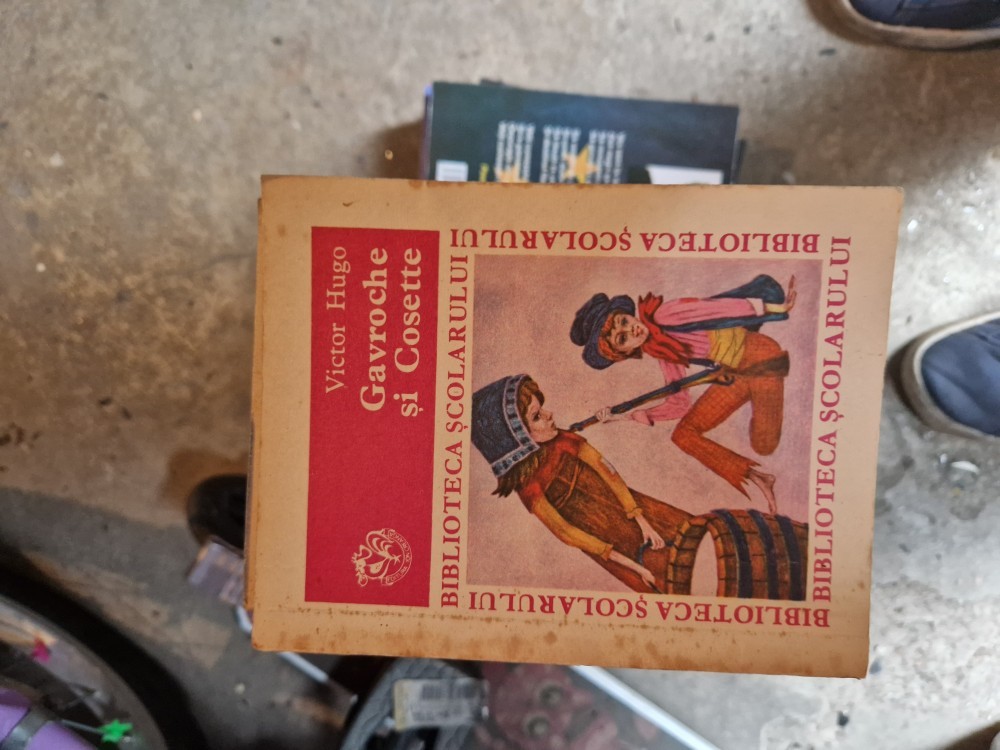 Victor Hugo
Gavroche
și Cosette
BIBLIOTECA ȘCOLARULUI
BIBLIOTECA ȘCOLARULUI
BIBLIOTECA ȘCOLARULUI
BIBLIOTECA ȘCOLARULUI